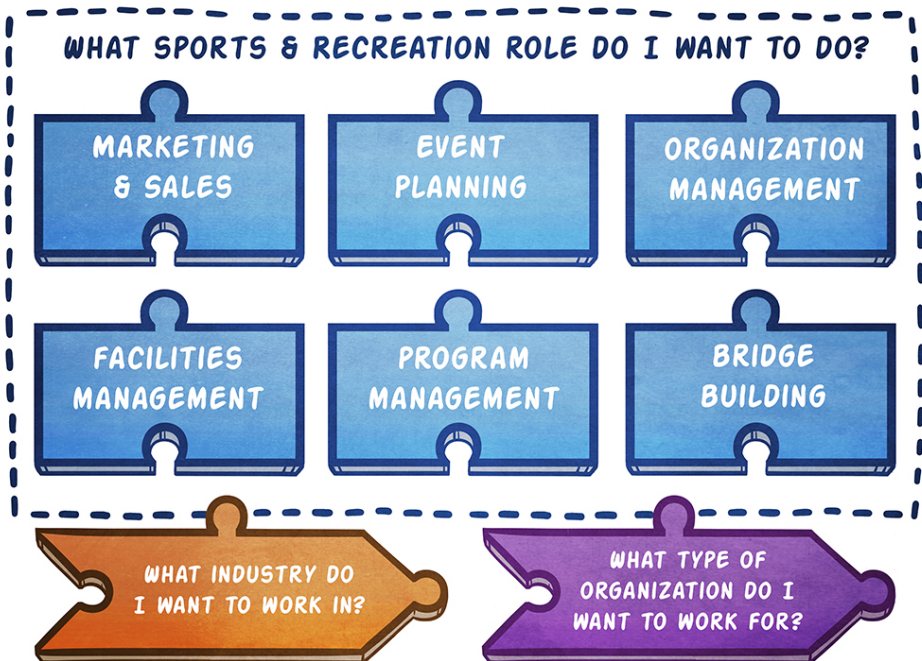 WHAT SPORTS & RECREATION ROLE DO I WANT TO DO?
MARKETING
& SALES
EVENT
PLANNING
ORGANIZATION
MANAGEMENT
FACILITIES
MANAGEMENT
PROGRAM
MANAGEMENT
BRIDGE
BUILDING
WHAT INDUSTRY DO
I WANT TO WORK IN?
WHAT TYPE OF
ORGANIZATION DO I
WANT TO WORK FOR?